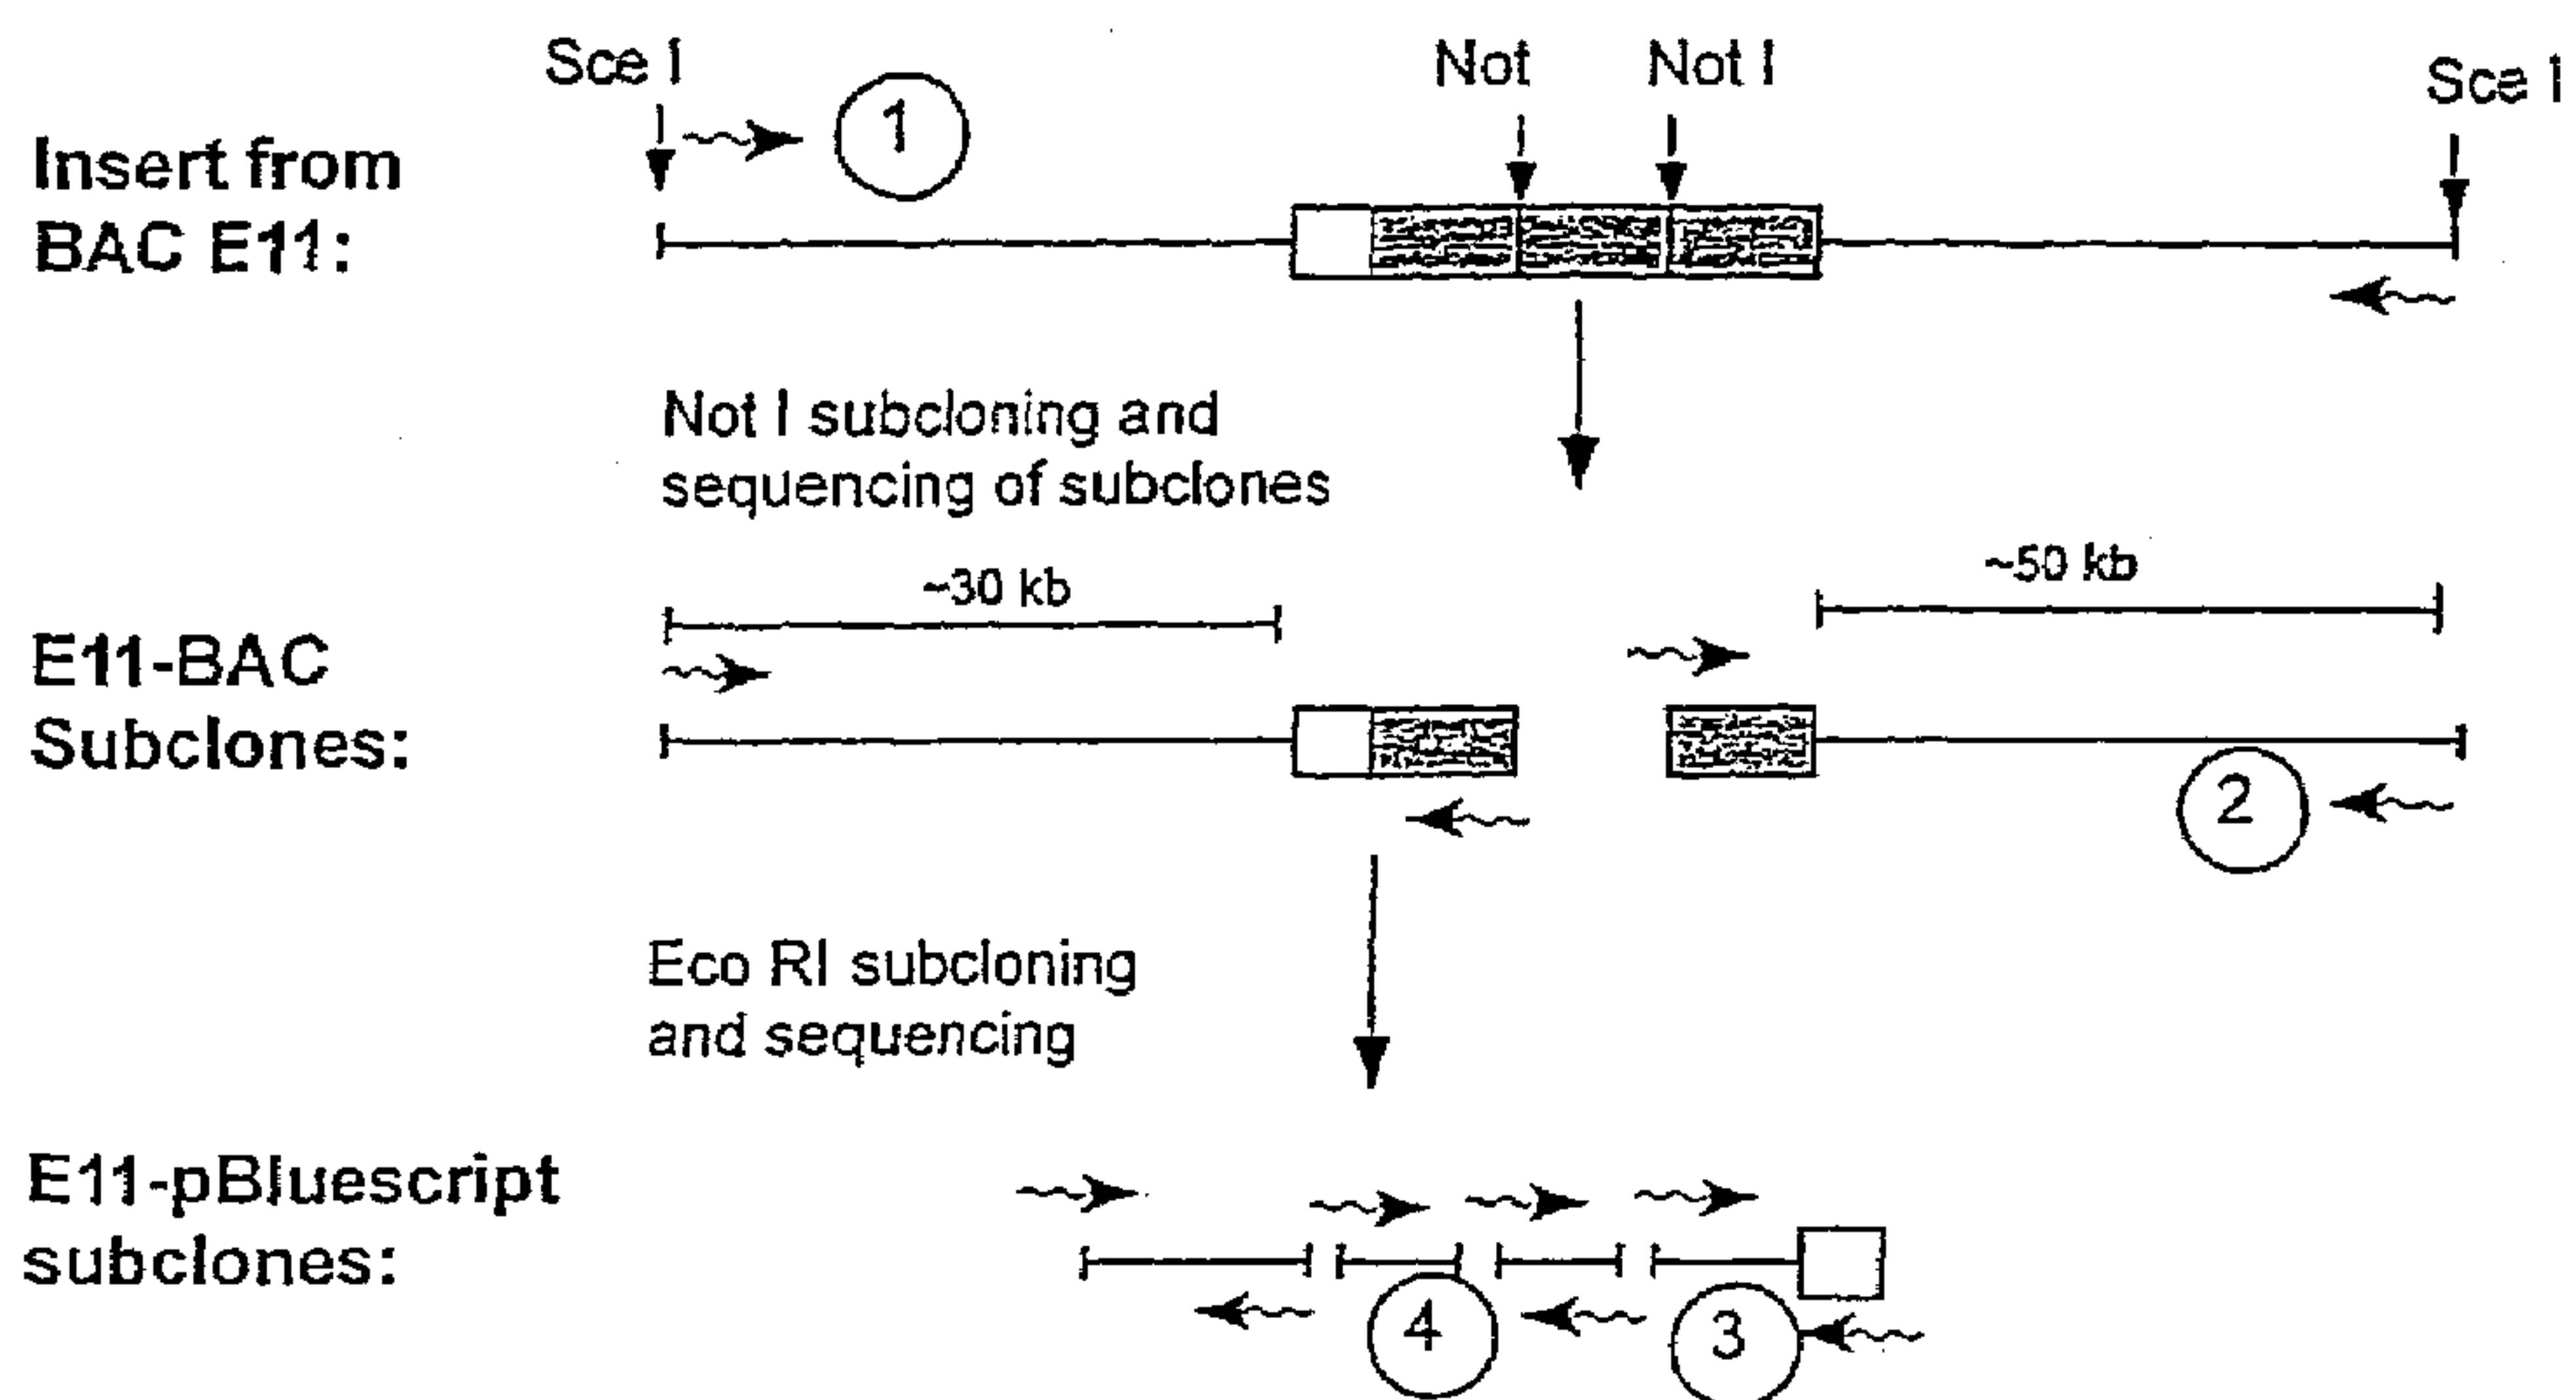 Sce I
1
Not
Not I
Sce I
Insert from
BAC E11:
Not I subcloning and
sequencing of subclones
~30 kb
~50 kb
E11-BAC
Subclones:
2
Eco RI subcloning
and sequencing
E11-pBluescript
subclones:
4
3